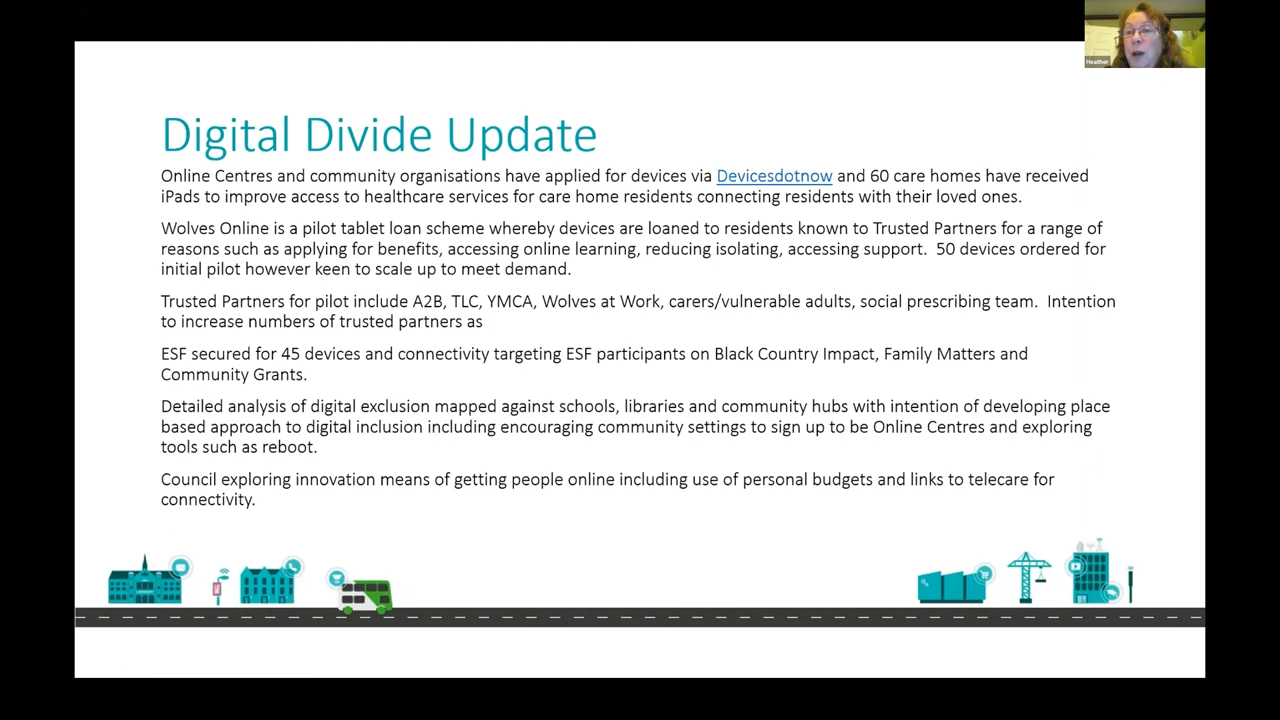 Heather
Digital Divide Update
Online Centres and community organisations have applied for devices via Devicesdotnow and 60 care homes have received
iPads to improve access to healthcare services for care home residents connecting residents with their loved ones.
Wolves Online is a pilot tablet loan scheme whereby devices are loaned to residents known to Trusted Partners for a range of
reasons such as applying for benefits, accessing online learning, reducing isolating, accessing support.  50 devices ordered for
initial pilot however keen to scale up to meet demand.
Trusted Partners for pilot include A2B, TLC, YMCA, Wolves at Work, carers/vulnerable adults, social prescribing team.  Intention
to increase numbers of trusted partners as
ESF secured for 45 devices and connectivity targeting ESF participants on Black Country Impact, Family Matters and
Community Grants.
Detailed analysis of digital exclusion mapped against schools, libraries and community hubs with intention of developing place
based approach to digital inclusion including encouraging community settings to sign up to be Online Centres and exploring
tools such as reboot.
Council exploring innovation means of getting people online including use of personal budgets and links to telecare for
connectivity.